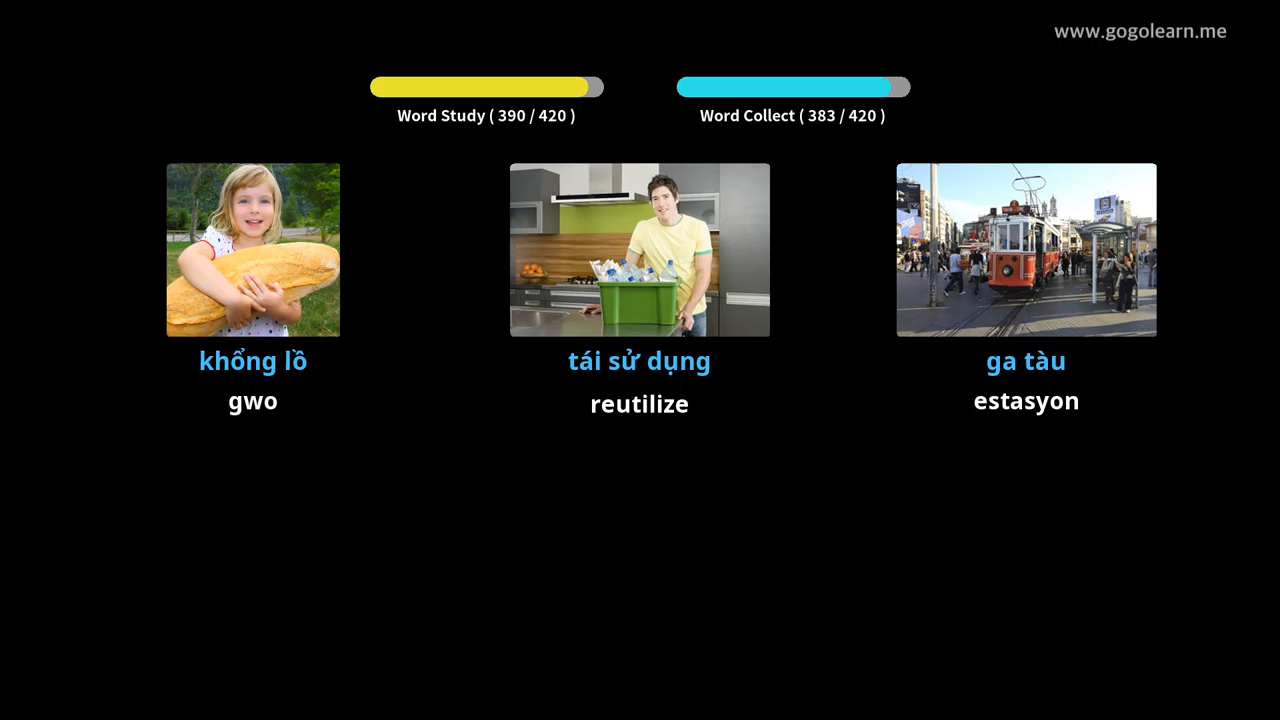 www.gogolearn.me
Word Study ( 390 / 420 )
Word Collect ( 383 / 420 )
khổng lồ
tái sử dụng
ga tàu
gwo
reutilize
estasyon